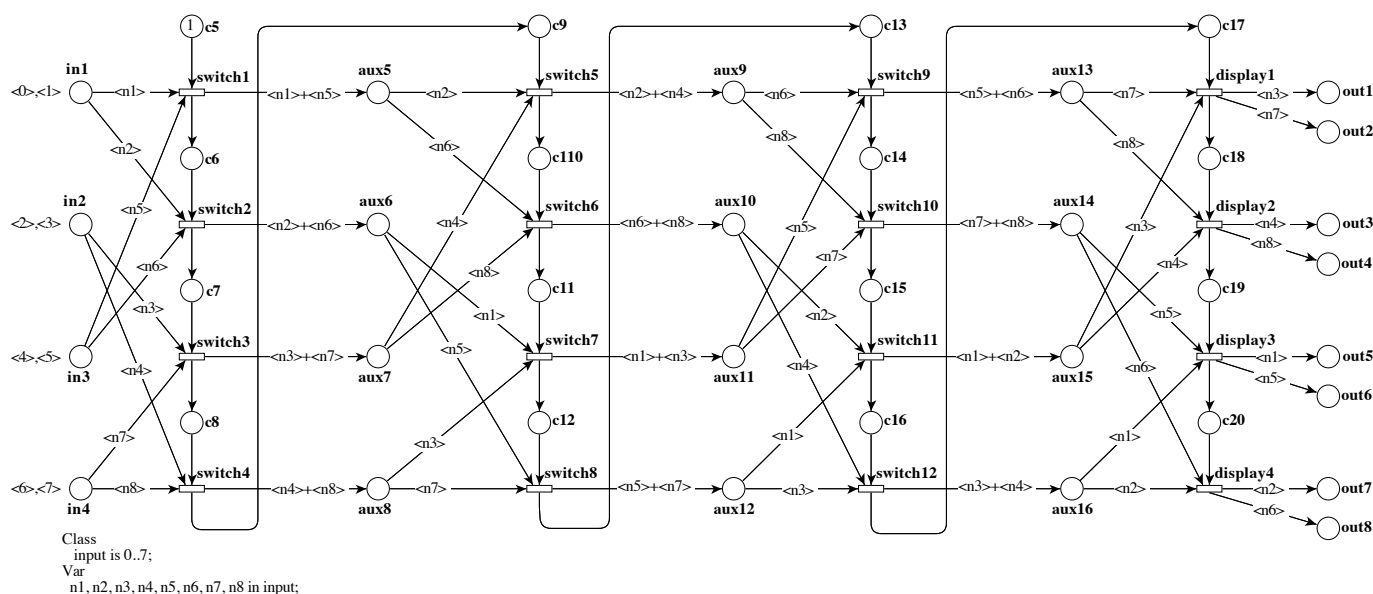 1 c5
c9
c13
c17
in1
switch1
aux5
switch5
aux9
switch9
aux13
display1
<0>,<1>
<n1>
<n1>+<n5>
<n2>
<n2>+<n4>
<n6>
<n5>+<n6>
<n7>
<n3>
out1
<n7>
out2
<n2>
<n6>
<n8>
<n8>
c6
c110
c14
c18
in2
switch2
aux6
switch6
aux10
switch10
aux14
display2
<2>,<3>
<n5>
<n2>+<n6>
<n4>
<n6>+<n8>
<n5>
<n7>+<n8>
<n3>
<n4>
out3
<n8>
out4
<n6>
<n8>
<n7>
<n4>
c7
c11
c15
c19
<n3>
<n1>
<n2>
<n5>
switch3
switch7
switch11
display3
<4>,<5>
<n4>
<n3>+<n7>
<n5>
<n1>+<n3>
<n4>
<n1>+<n2>
<n6>
<n1>
out5
in3
aux7
aux11
aux15
<n5>
out6
c8
c12
c16
c20
<n7>
<n3>
<n1>
<n1>
switch4
switch8
switch12
display4
<6>,<7>
<n8>
<n4>+<n8>
<n7>
<n5>+<n7>
<n3>
<n3>+<n4>
<n2>
<n2>
out7
in4
aux8
aux12
aux16
<n6>
out8
Class
input is 0..7;
Var
n1, n2, n3, n4, n5, n6, n7, n8 in input;